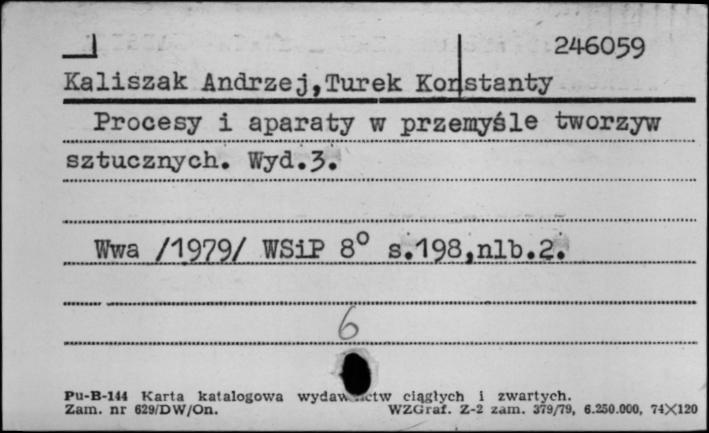 246059
Kaliszak Andrzej,Turek Konstanty
Procesy i aparaty w przemyśle tworzyw
sztucznych. Wyd.3.
Wwa /1979/ WSiP 8° s.198,nlb.2.
6
Pu-B-144 Karta katalogowa ciągłych i zwartych.
Zam. nr 629/DW/On. WZGraf. Z-2 zam. 379/79, 6.250.000, 74X120